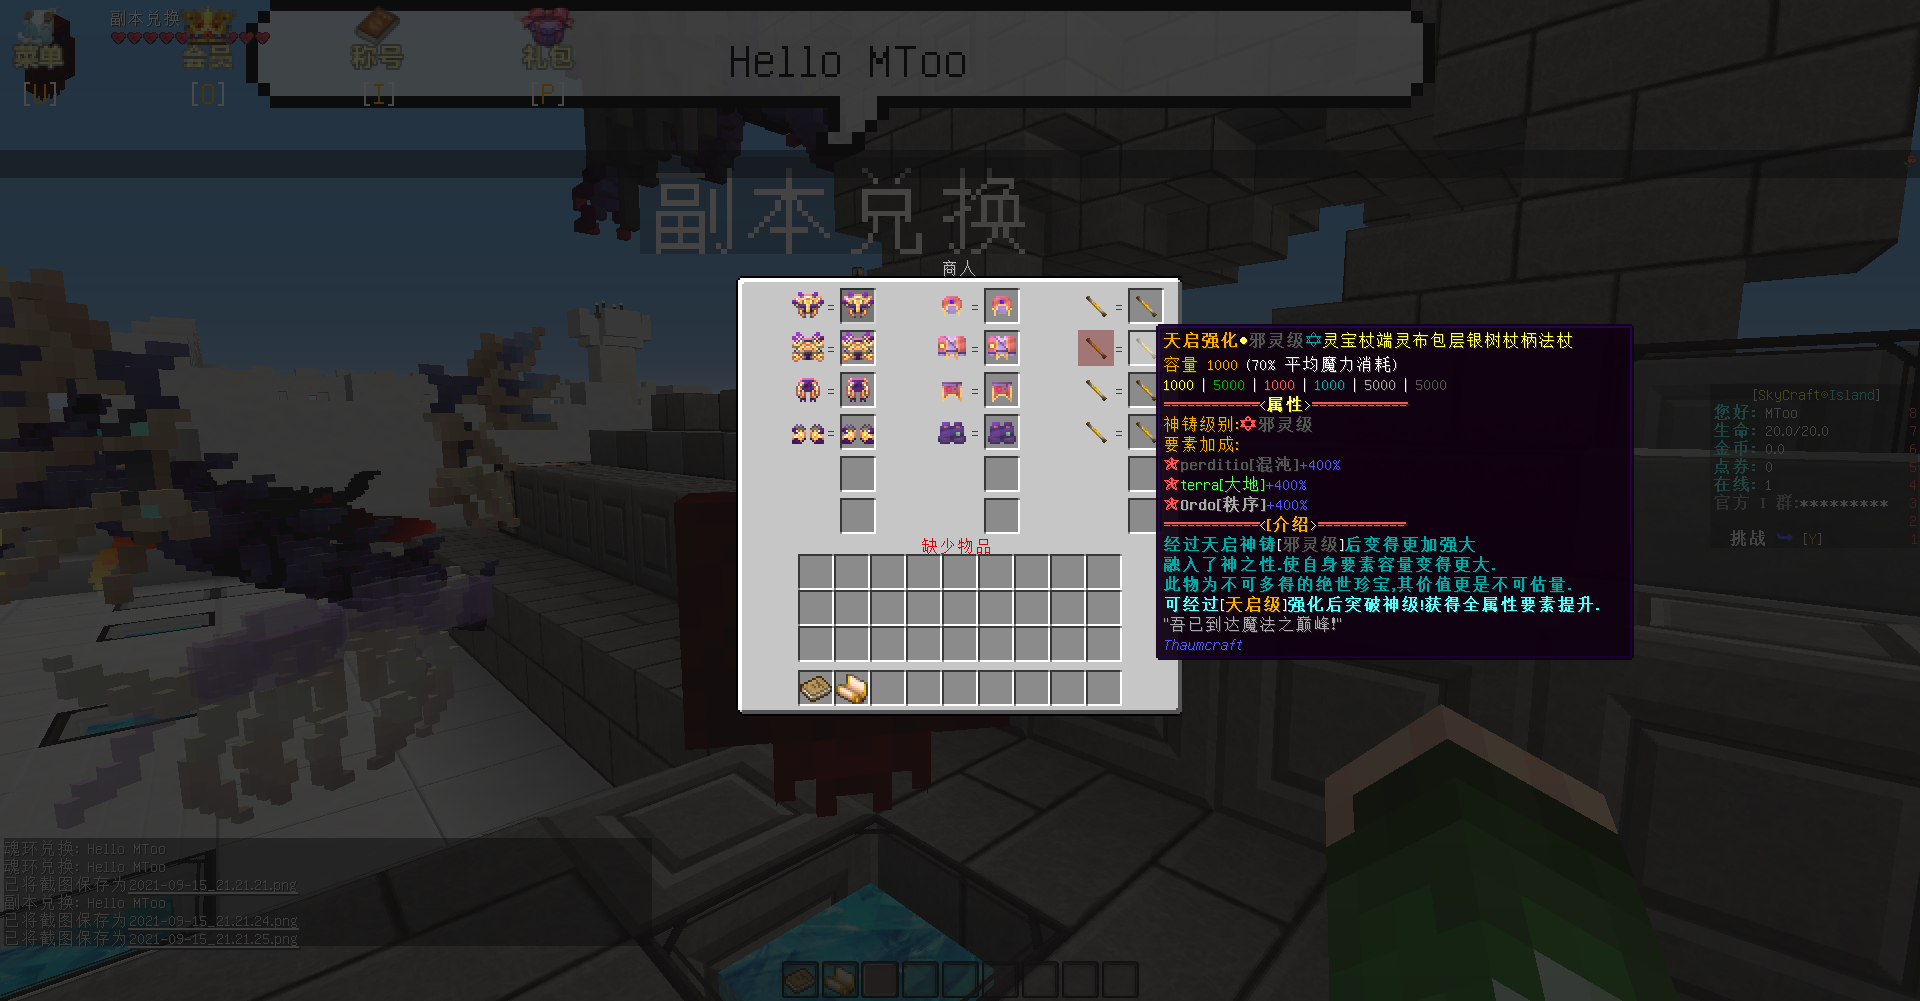 副本兑换
菜单
会员
称号
礼包
[U]
[O]
[I]
[P]
Hello MToo
副本兑换
商人
缺少物品
天启强化●邪灵级✡灵宝杖端灵布包层银树杖柄法杖
容量 1000 (70% 平均魔力消耗)
1000 | 5000 | 1000 | 1000 | 5000 | 5000
============<属性>============
神铸级别:✡邪灵级
要素加成:
perditio[混沌]+400%
terra[大地]+400%
Ordo[秩序]+400%
============<[介绍>============
经过天启神铸[邪灵级]后变得更加强大
融入了神之性.使自身要素容量变得更大.
此物为不可多得的绝世珍宝,其价值更是不可估量.
可经过[天启级]强化后突破神级!获得全属性要素提升.
"吾已到达魔法之巅峰!"
Thaumcraft
[SkyCraft©Island]
您好: MToo 8
生命: 20.0/20.0 7
金币: 0.0 6
点券: 0 5
在线: 1 4
官方 I 群:********* 3
2
挑战 [Y] 1
魂环兑换: Hello MToo
魂环兑换: Hello MToo
已将截图保存为2021-09-15_21.21.21.png
副本兑换: Hello MToo
已将截图保存为2021-09-15_21.21.24.png
已将截图保存为2021-09-15_21.21.25.png